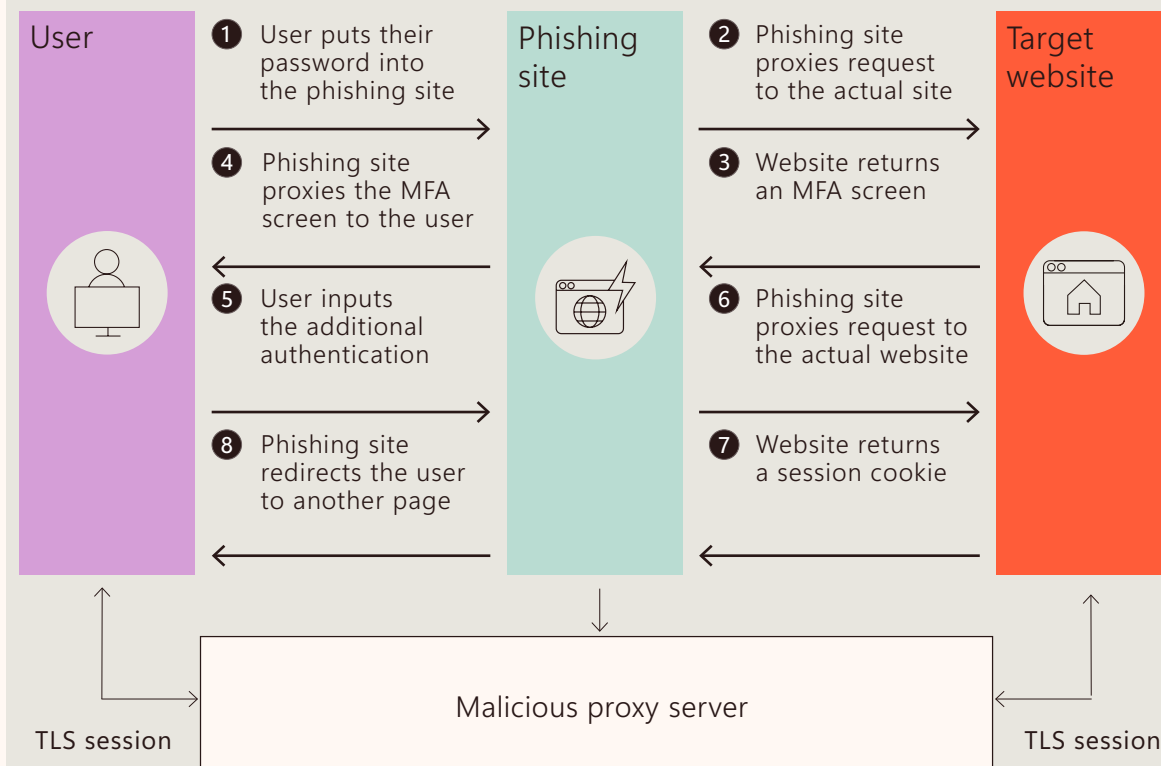 User
Phishing
site
Target
website
1 User puts their
password into
the phishing site
2 Phishing site
proxies request
to the actual site
3 Website returns
an MFA screen
4 Phishing site
proxies the MFA
screen to the user
5 User inputs
the additional
authentication
6 Phishing site
proxies request to
the actual website
7 Website returns
a session cookie
8 Phishing site
redirects the user
to another page
Malicious proxy server
TLS session
TLS session